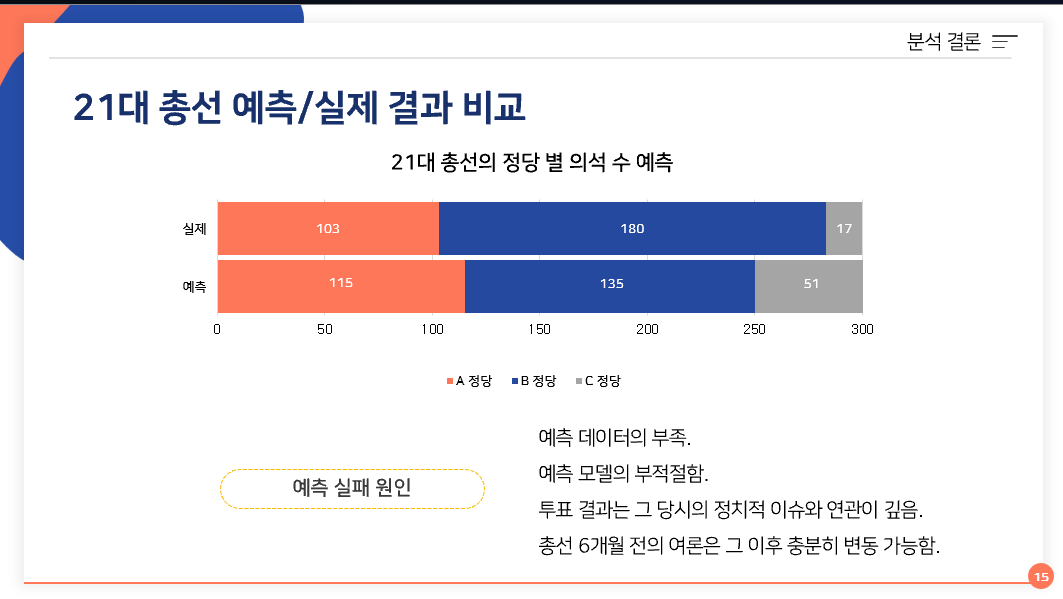 분석 결론
21대 총선 예측/실제 결과 비교
21대 총선의 정당 별 의석 수 예측
실제 103 180 17
예측 115 135 51
0 50 100 150 200 250 300
A 정당 B 정당 C 정당
예측 데이터의 부족.
예측 모델의 부적절함.
예측 실패 원인
투표 결과는 그 당시의 정치적 이슈와 연관이 깊음.
총선 6개월 전의 여론은 그 이후 충분히 변동 가능함.
15